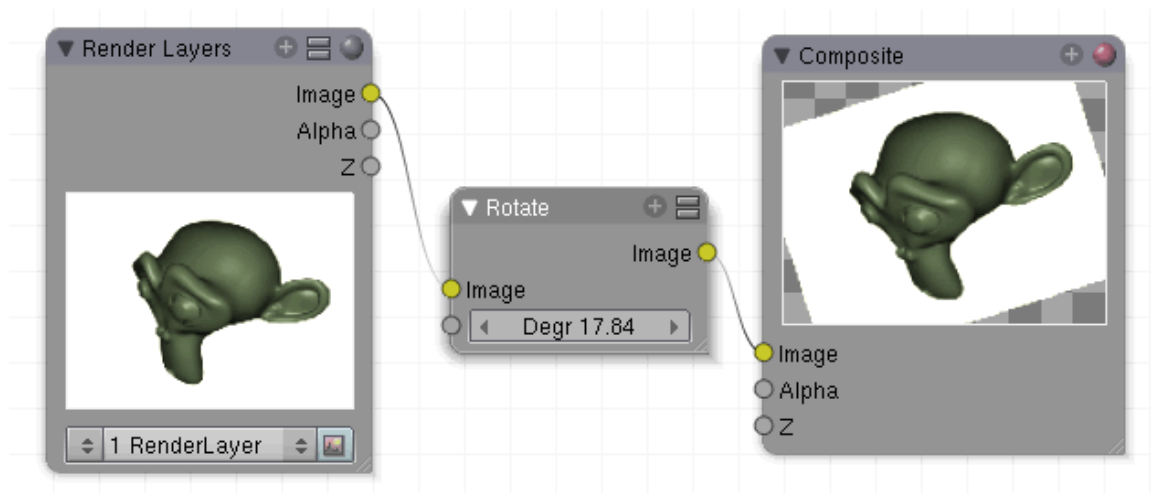 Render Layers
Image
Alpha
Z
1 RenderLayer
Rotate
Image
Image
Degr 17.84
Composite
Image
Alpha
Z